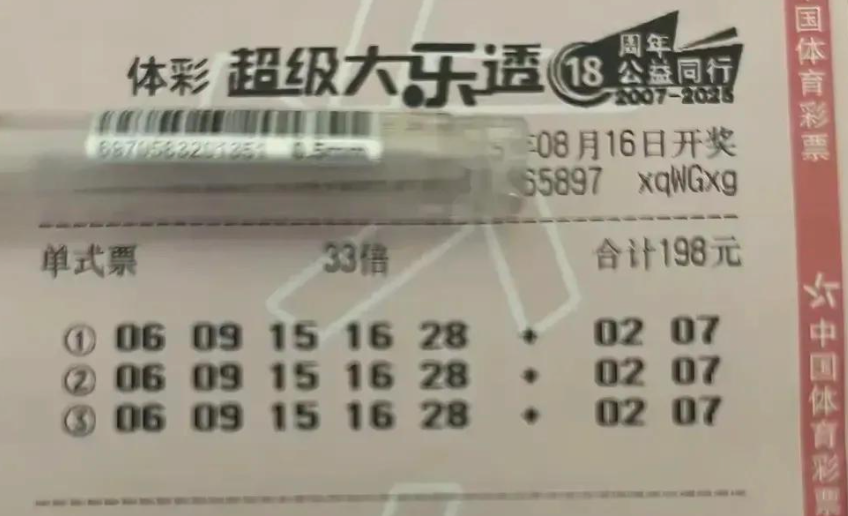 体彩 超级大乐透 18 周年 公益同行 2007-2025
6970583201351 0.5mm
08月16日开奖
65897 xqWGxg
单式票 33倍 合计198元
① 06 09 15 16 28 + 02 07
② 06 09 15 16 28 + 02 07
③ 06 09 15 16 28 + 02 07
国体育彩票
中国体育彩票